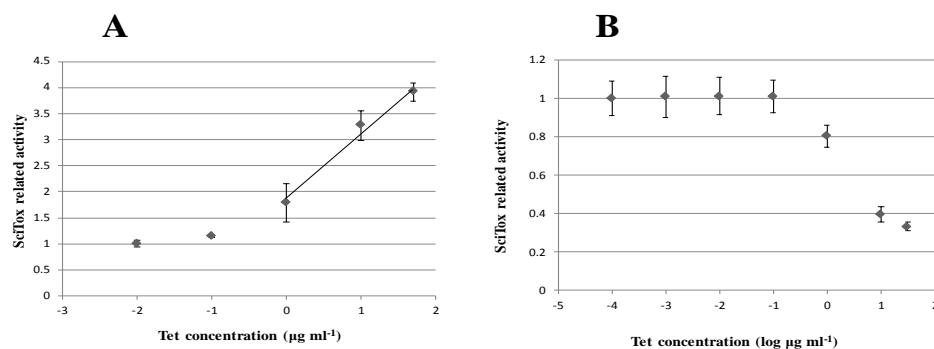 A
SciTox related activity
4.5
4
3.5
3
2.5
2
1.5
1
0.5
0
-3 -2 -1 0 1 2
Tet concentration (µg ml⁻¹)
B
SciTox related activity
1.2
1
0.8
0.6
0.4
0.2
0
-5 -4 -3 -2 -1 0 1 2
Tet concentration (log µg ml⁻¹)